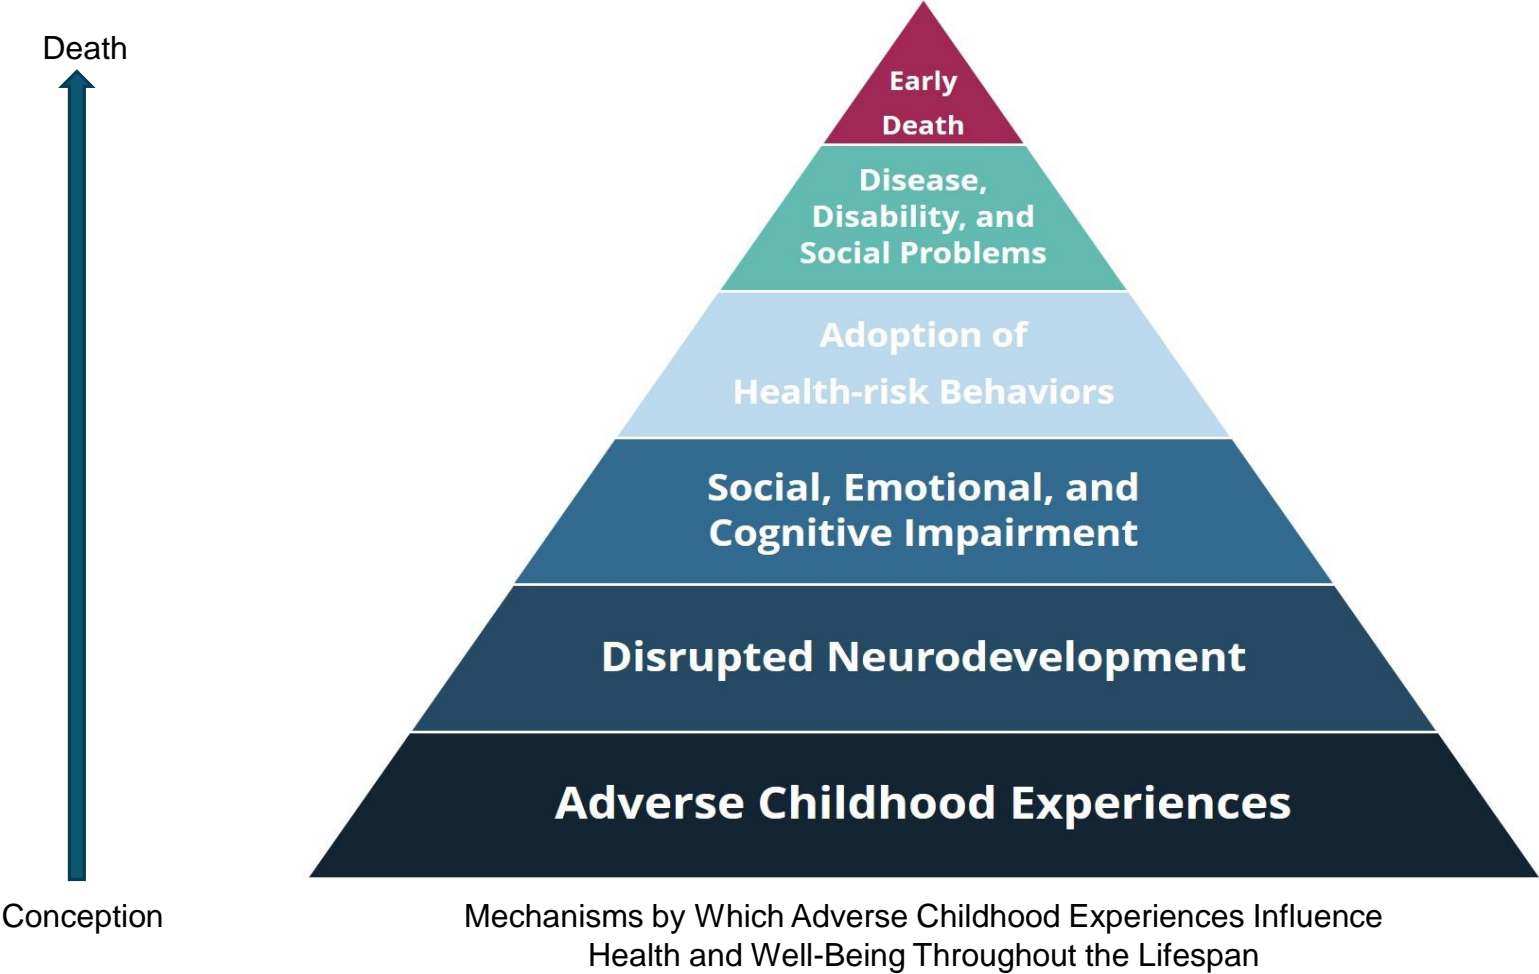 Death
Early
Death
Disease,
Disability, and
Social Problems
Adoption of
Health-risk Behaviors
Social, Emotional, and
Cognitive Impairment
Disrupted Neurodevelopment
Adverse Childhood Experiences
Conception
Mechanisms by Which Adverse Childhood Experiences Influence
Health and Well-Being Throughout the Lifespan